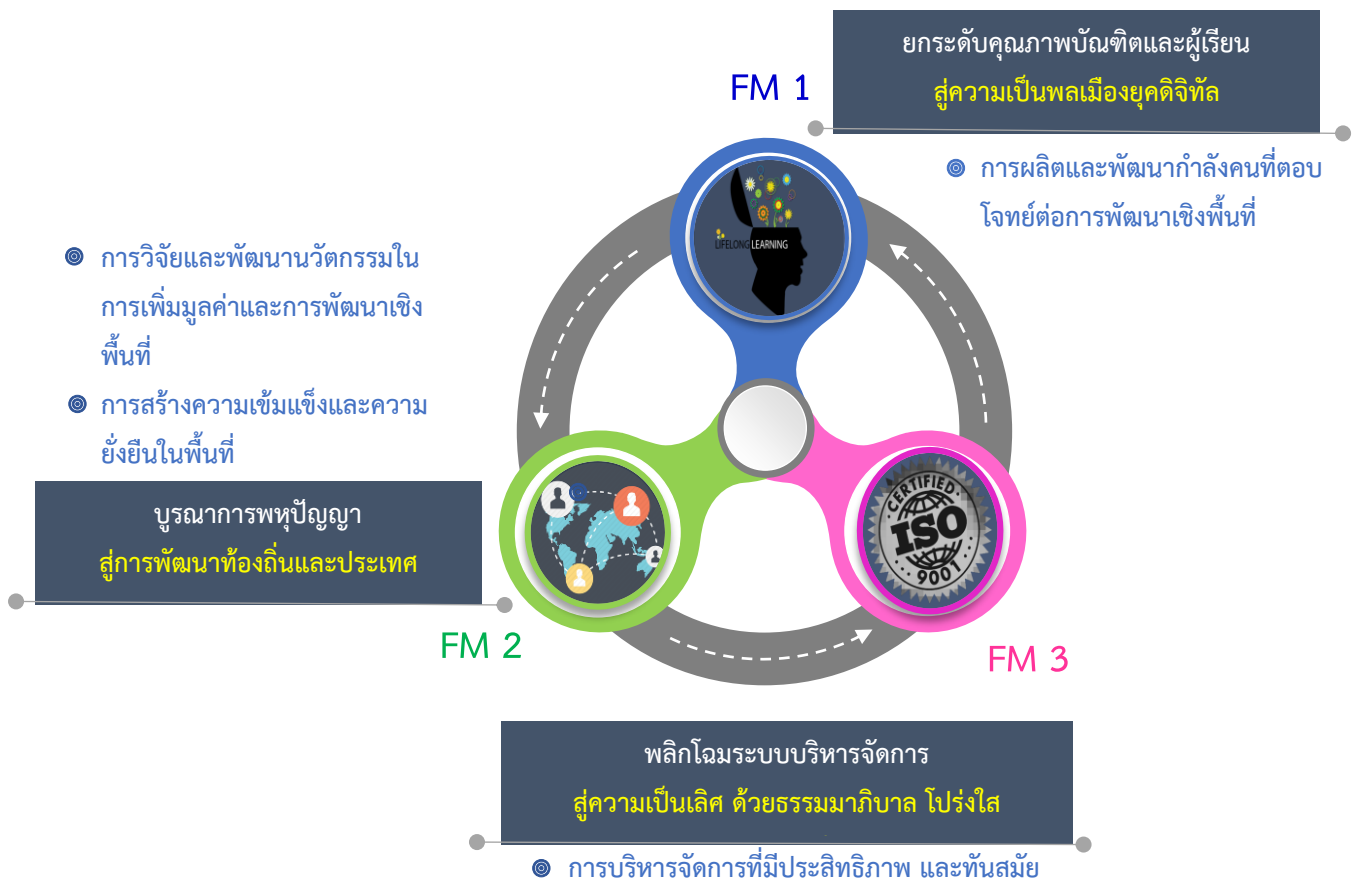 ยกระดับคุณภาพบัณฑิตและผู้เรียน
สู่ความเป็นพลเมืองยุคดิจิทัล
FM 1
การผลิตและพัฒนากำลังคนที่ตอบ
โจทย์ต่อการพัฒนาเชิงพื้นที่
LIFELONG LEARNING
การวิจัยและพัฒนานวัตกรรมใน
การเพิ่มมูลค่าและการพัฒนาเชิง
พื้นที่
การสร้างความเข้มแข็งและความ
ยั่งยืนในพื้นที่
บูรณาการพหุปัญญา
สู่การพัฒนาท้องถิ่นและประเทศ
FM 2
CERTIFIED
ISO
9001
FM 3
พลิกโฉมระบบบริหารจัดการ
สู่ความเป็นเลิศ ด้วยธรรมมาภิบาล โปร่งใส
การบริหารจัดการที่มีประสิทธิภาพ และทันสมัย